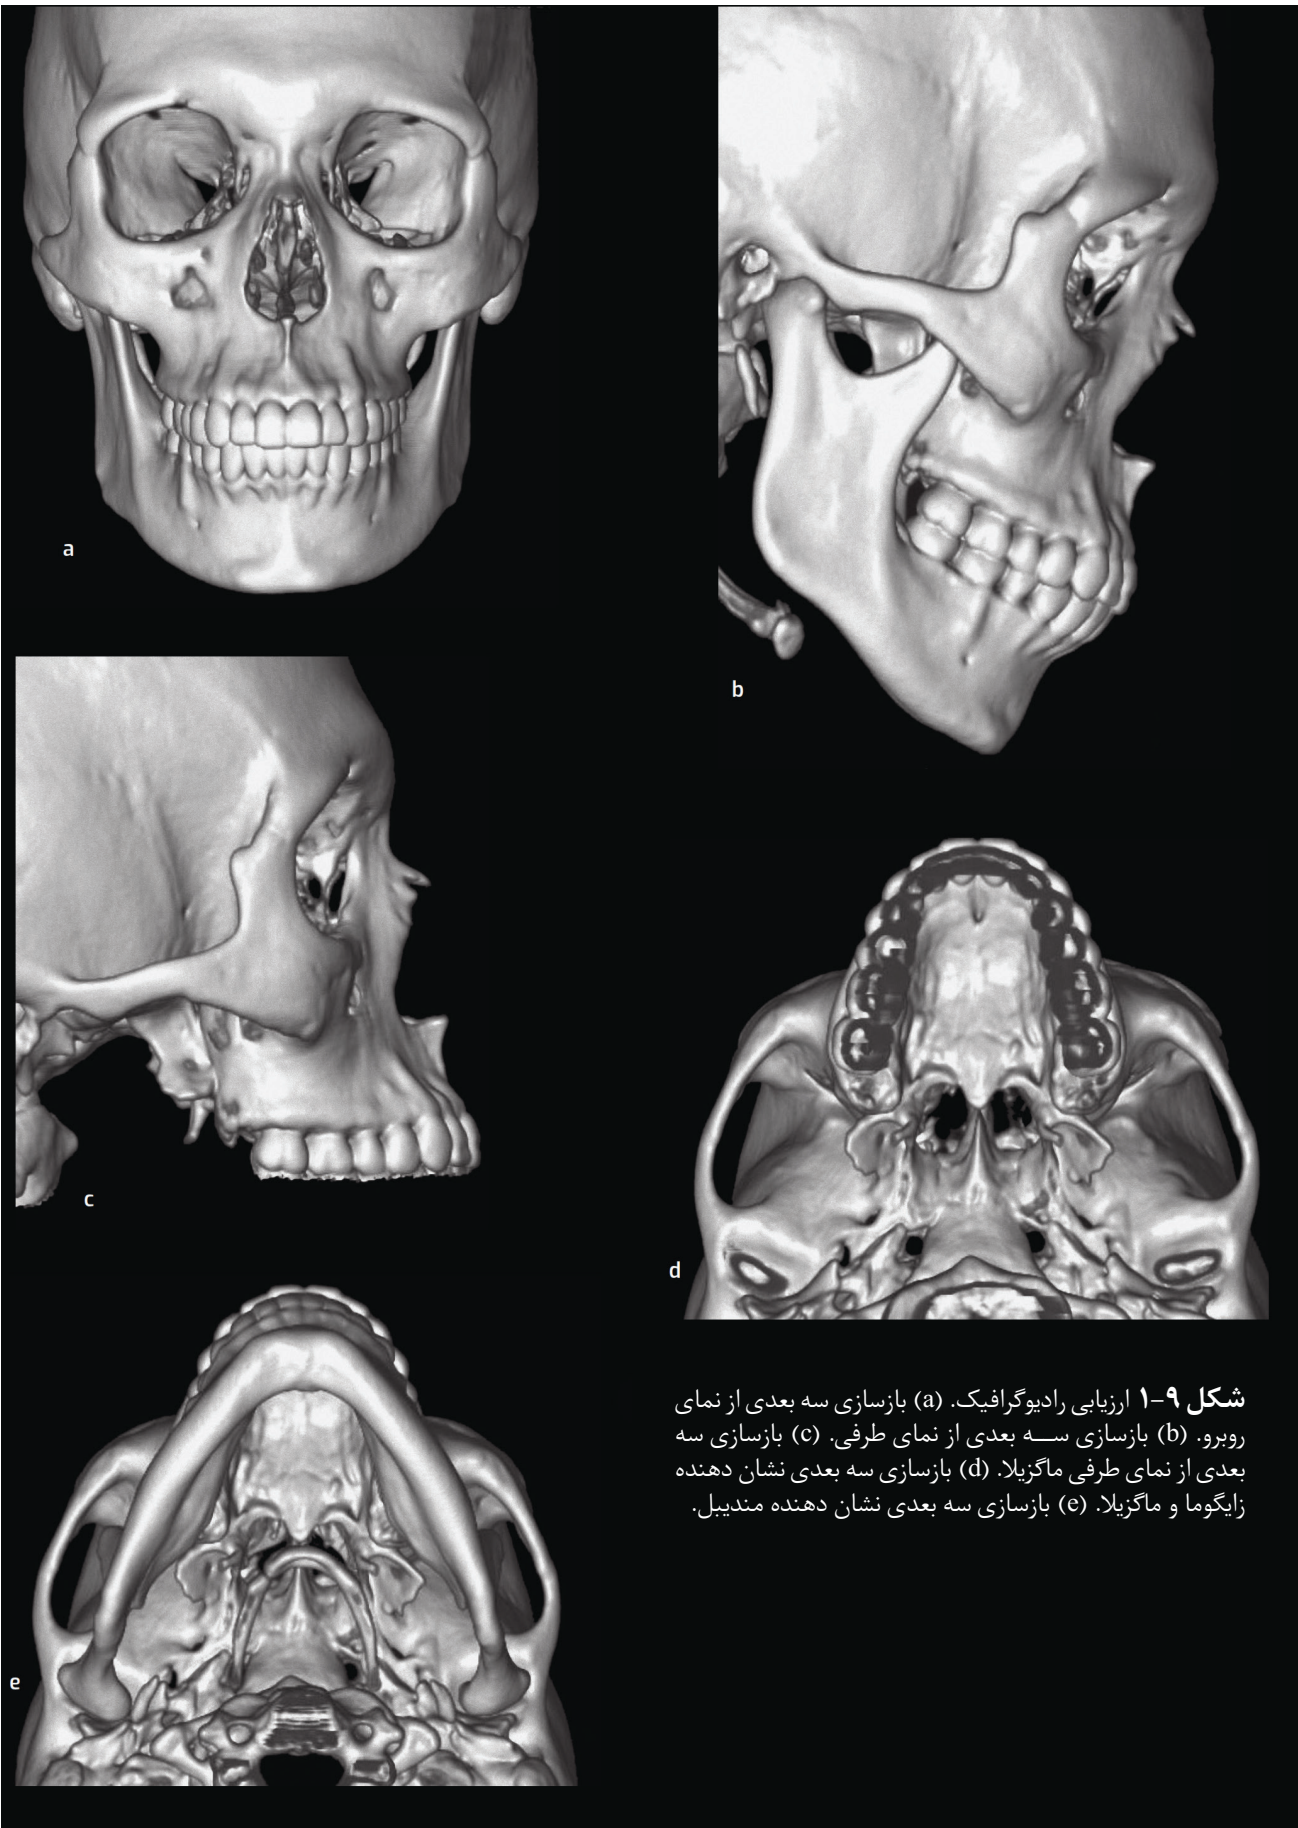 a
b
c
d
شکل ۹-۱ ارزیابی رادیوگرافیک. (a) بازسازی سه بعدی از نمای
روبرو. (b) بازسازی ســـه بعدی از نمای طرفی. (c) بازسازی سه
بعدی از نمای طرفی ماگزیلا. (d) بازسازی سه بعدی نشان دهنده
زایگوما و ماگزیلا. (e) بازسازی سه بعدی نشان دهنده مندیبل.
e